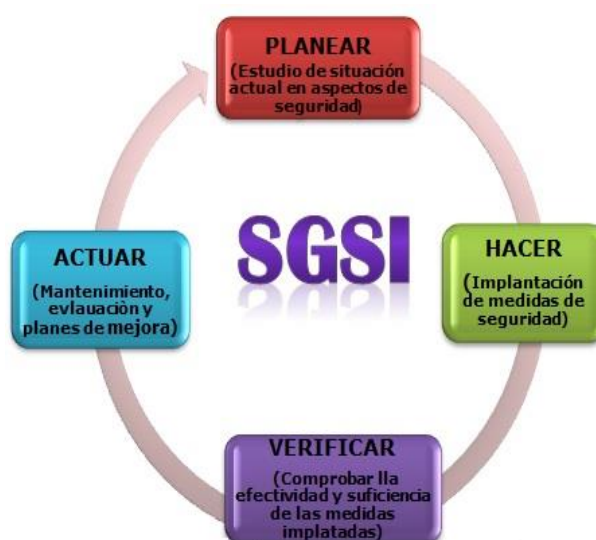 PLANEAR
(Estudio de situación
actual en aspectos de
seguridad)
SGSI
HACER
(Implantación
de medidas de
seguridad)
ACTUAR
(Mantenimiento,
evlauaciòn y
planes de mejora)
VERIFICAR
(Comprobar lla
efectividad y suficiencia
de las medidas
implatadas)